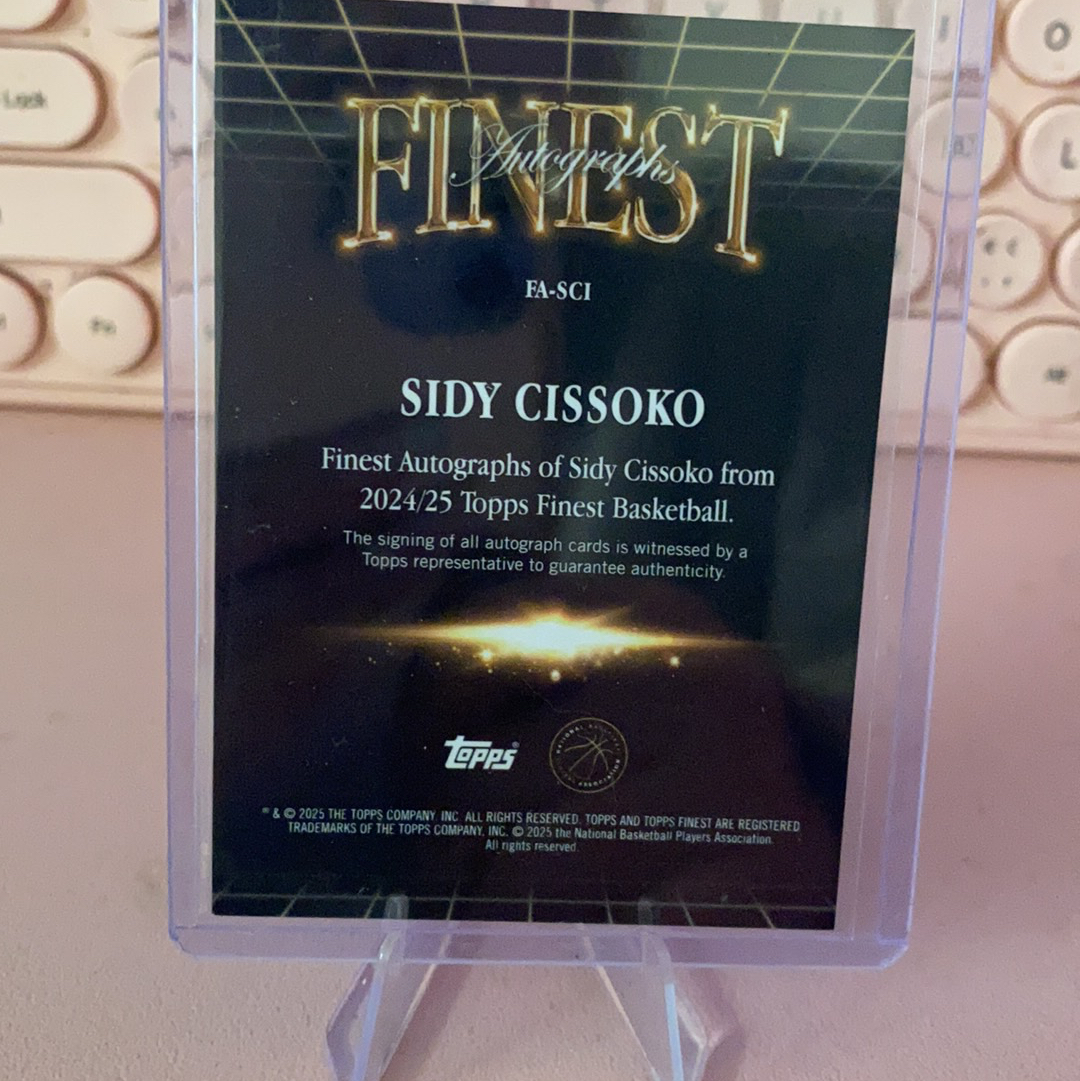 FINEST
Autographs
FA-SCI
SIDY CISSOKO
Finest Autographs of Sidy Cissoko from
2024/25 Topps Finest Basketball.
The signing of all autograph cards is witnessed by a
Topps representative to guarantee authenticity.
topps®
® & © 2025 THE TOPPS COMPANY, INC. ALL RIGHTS RESERVED. TOPPS AND TOPPS FINEST ARE REGISTERED
TRADEMARKS OF THE TOPPS COMPANY, INC. © 2025 the National Basketball Players Association.
All rights reserved.
Lock
Fn
O
L